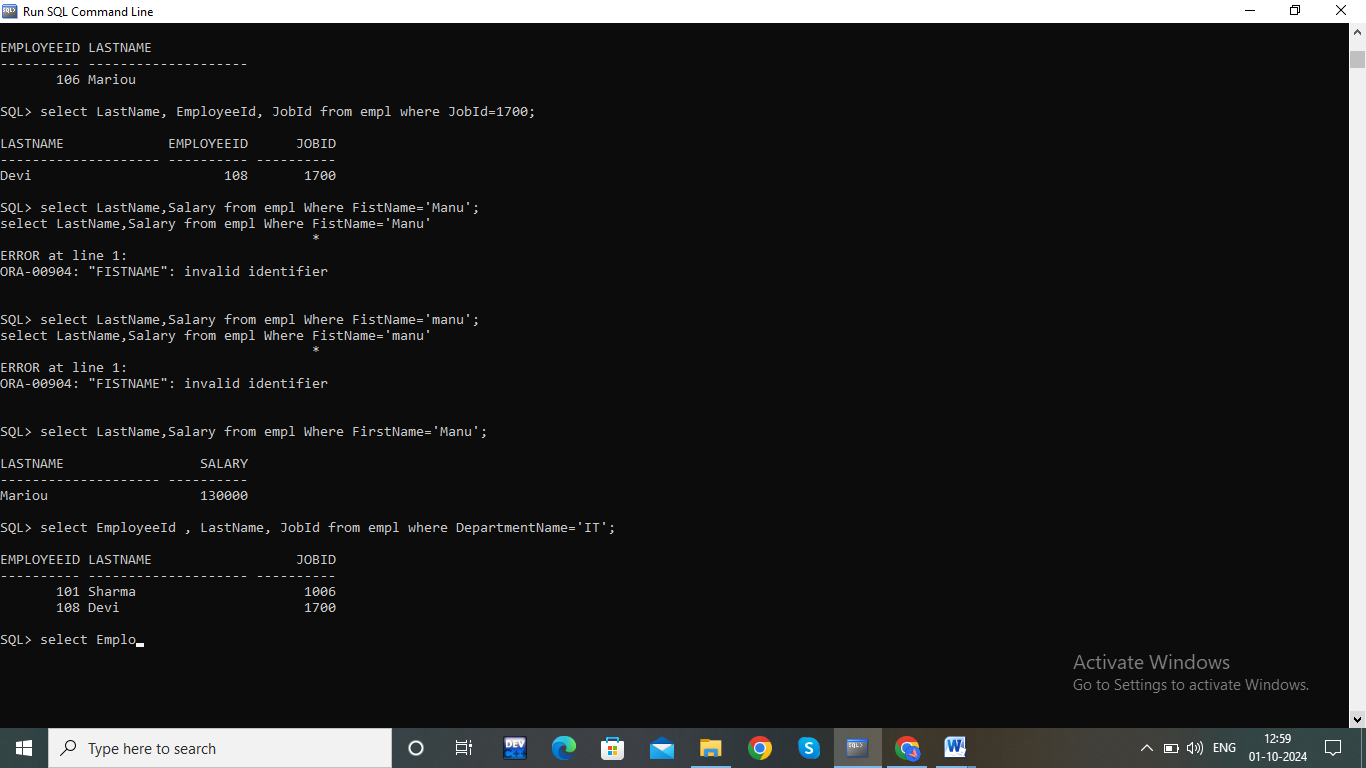 Run SQL Command Line
EMPLOYEEID LASTNAME
---------- --------------------
       106 Mariou
SQL> select LastName, EmployeeId, JobId from empl where JobId=1700;
LASTNAME             EMPLOYEEID      JOBID
-------------------- ---------- ----------
Devi                        108       1700
SQL> select LastName,Salary from empl Where FistName='Manu';
select LastName,Salary from empl Where FistName='Manu'
                                       *
ERROR at line 1:
ORA-00904: "FISTNAME": invalid identifier
SQL> select LastName,Salary from empl Where FistName='manu';
select LastName,Salary from empl Where FistName='manu'
                                       *
ERROR at line 1:
ORA-00904: "FISTNAME": invalid identifier
SQL> select LastName,Salary from empl Where FirstName='Manu';
LASTNAME                 SALARY
-------------------- ----------
Mariou                   130000
SQL> select EmployeeId , LastName, JobId from empl where DepartmentName='IT';
EMPLOYEEID LASTNAME                  JOBID
---------- -------------------- ----------
       101 Sharma                     1006
       108 Devi                       1700
SQL> select Emplo
Activate Windows
Go to Settings to activate Windows.
Type here to search
DEV
SQL>
ENG
12:59
01-10-2024